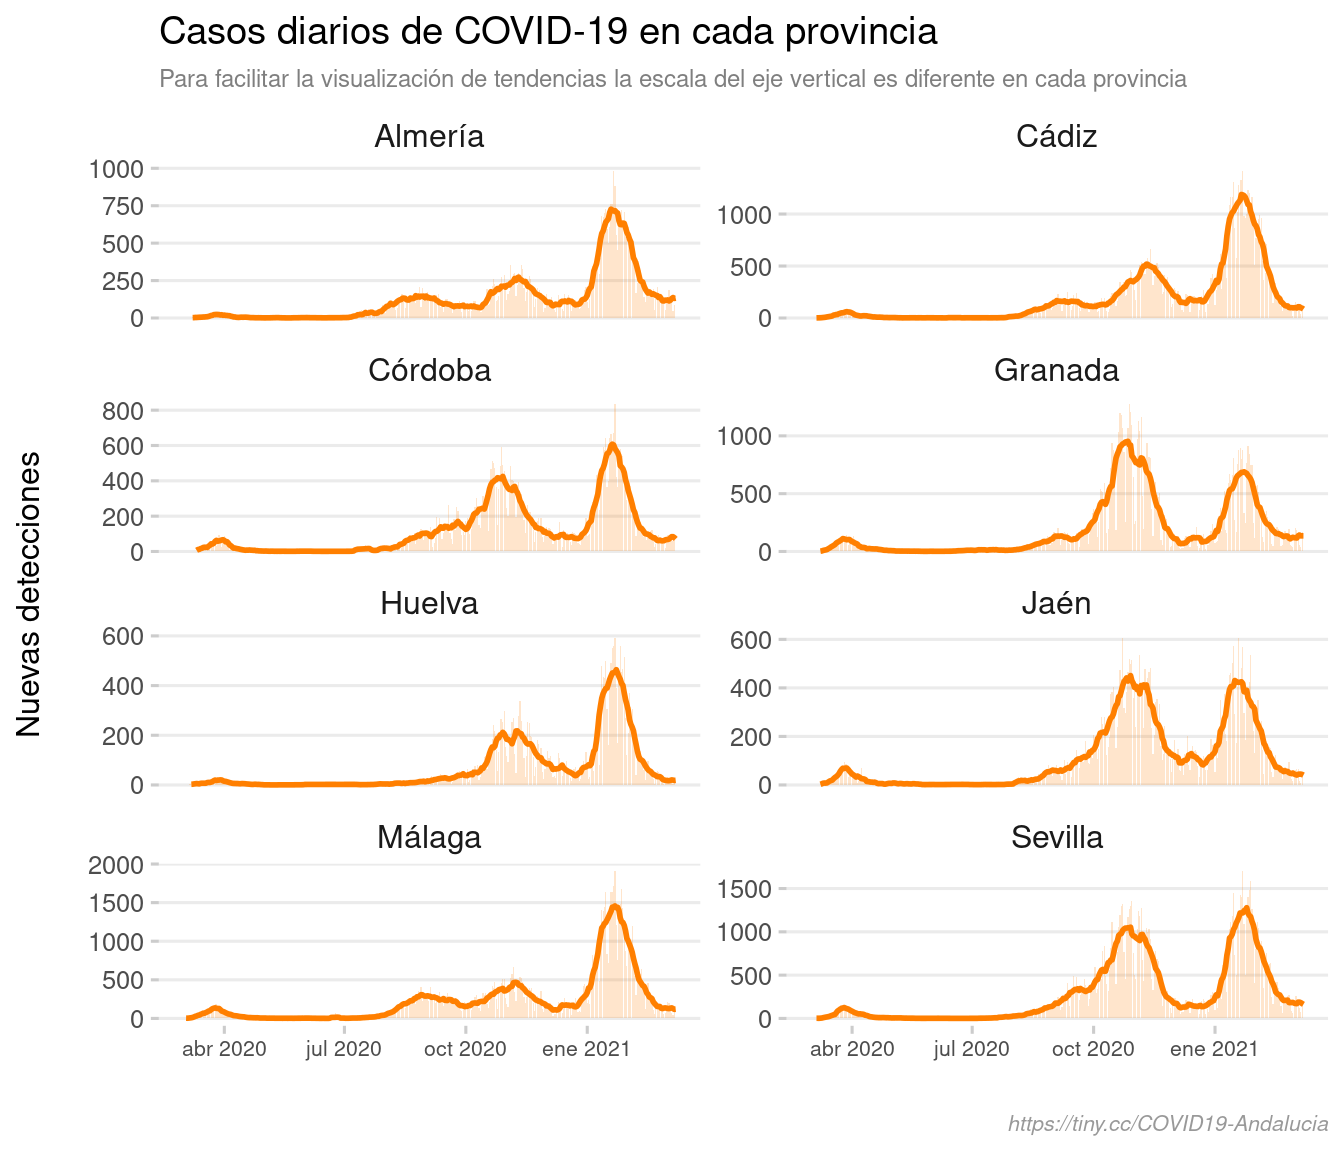 Casos diarios de COVID-19 en cada provincia
Para facilitar la visualización de tendencias la escala del eje vertical es diferente en cada provincia
Nuevas detecciones
Almería
1000
750
500
250
0
Cádiz
1000
500
0
Córdoba
800
600
400
200
0
Granada
1000
500
0
Huelva
600
400
200
0
Jaén
600
400
200
0
Málaga
2000
1500
1000
500
0
abr 2020 jul 2020 oct 2020 ene 2021
Sevilla
1500
1000
500
0
abr 2020 jul 2020 oct 2020 ene 2021
https://tiny.cc/COVID19-Andalucia